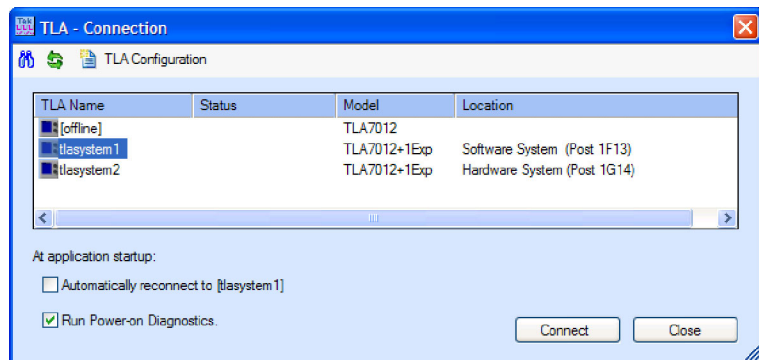 Tek
TLA - Connection
TLA Configuration
TLA Name Status Model Location
[offline] TLA7012
tlasystem1 TLA7012+1Exp Software System (Post 1F13)
tlasystem2 TLA7012+1Exp Hardware System (Post 1G14)
At application startup:
Automatically reconnect to [tlasystem1]
Run Power-on Diagnostics.
Connect Close